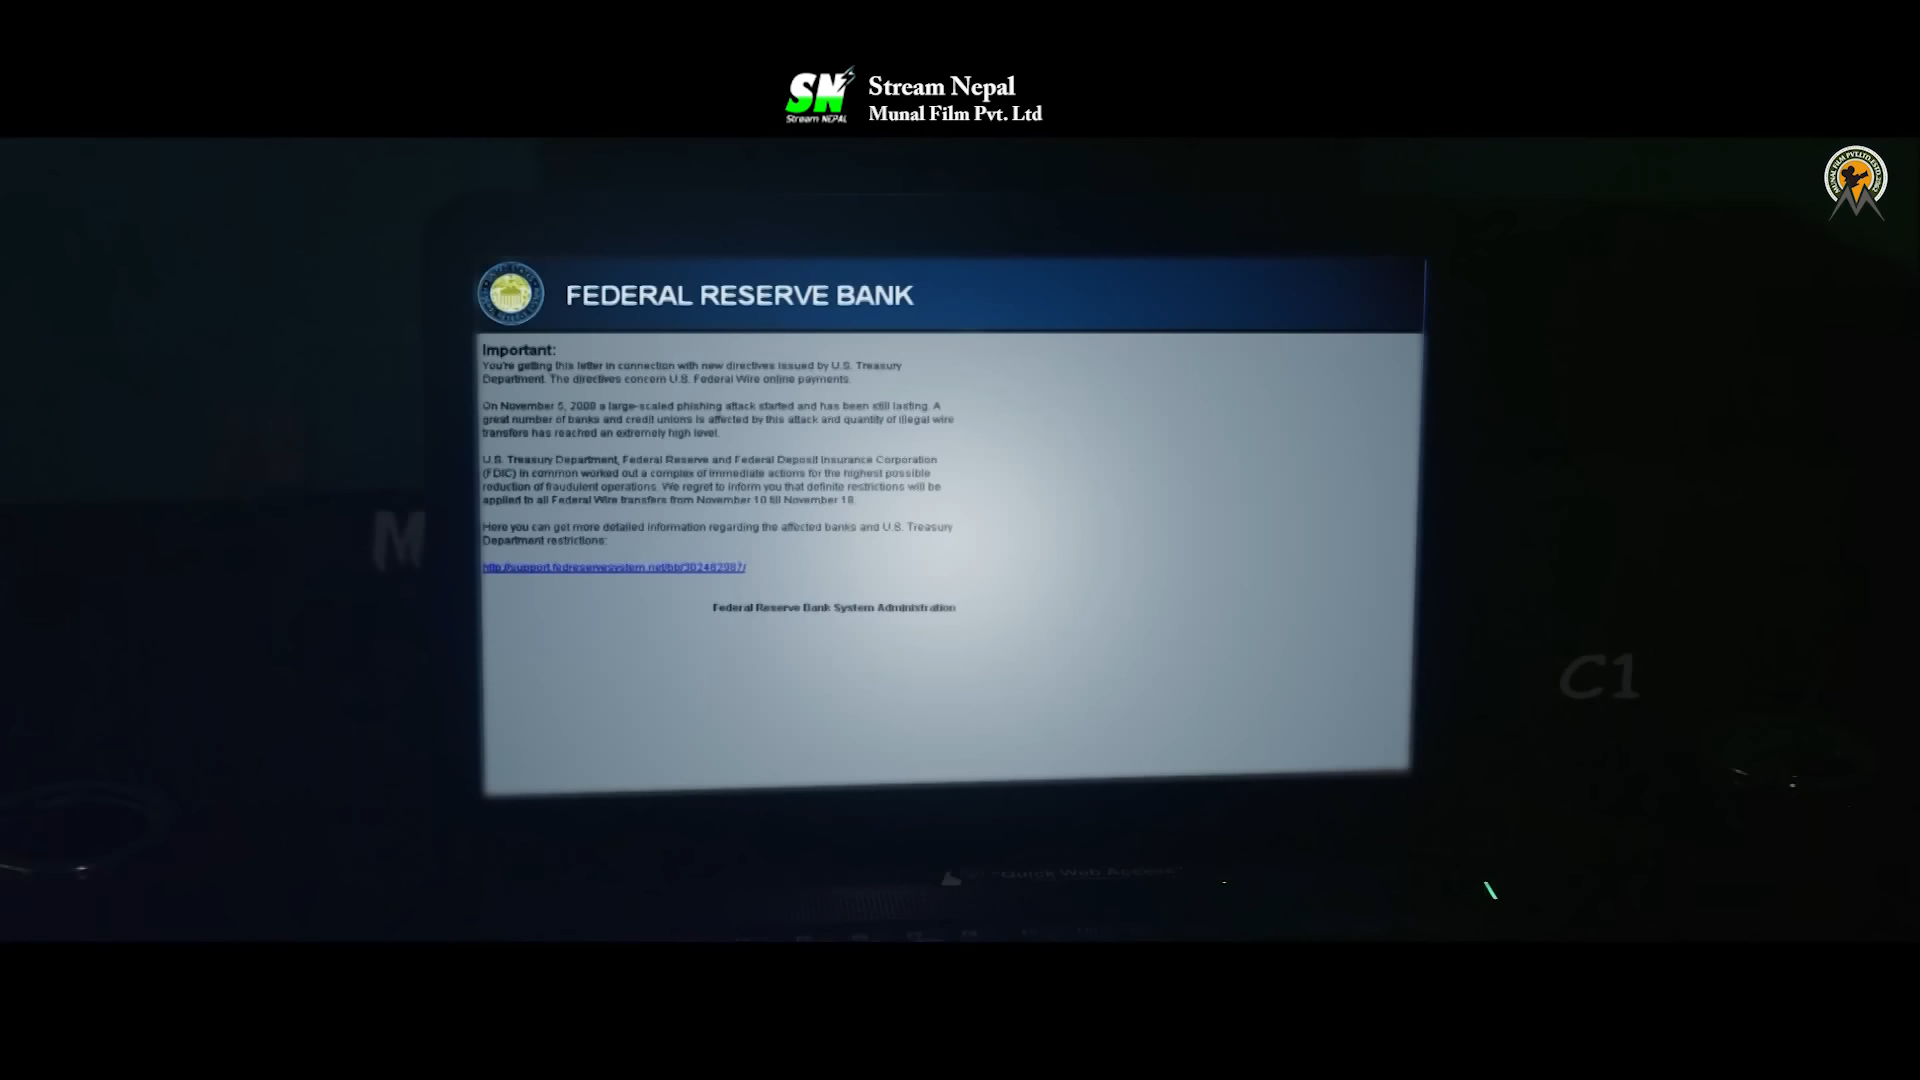 SN
Stream NEPAL
Stream Nepal
Munal Film Pvt. Ltd
FEDERAL RESERVE BANK
Important:
You're getting this letter in connection with new directives issued by U.S. Treasury
Department. The directives concern U.S. Federal Wire online payments.
On November 5, 2009 a large-scaled phishing attack started and has been still lasting. A
great number of banks and credit unions is affected by this attack and quantity of illegal wire
transfers has reached an extremely high level.
U.S. Treasury Department, Federal Reserve and Federal Deposit Insurance Corporation
(FDIC) in common worked out a complex of immediate actions for the highest possible
reduction of fraudulent operations. We regret to inform you that definite restrictions will be
applied to all Federal Wire transfers from November 10 till November 18.
Here you can get more detailed information regarding the affected banks and U.S. Treasury
Department restrictions:
Federal Reserve Bank System Administration
M
C1
"Quick Web Access"